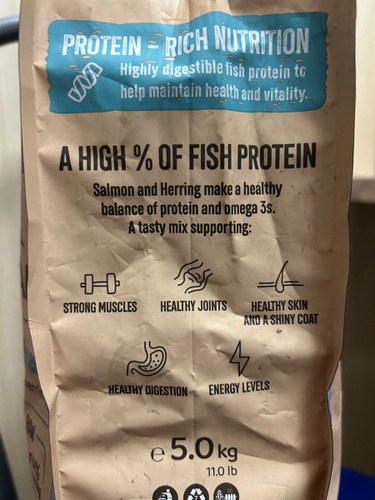 PROTEIN - RICH NUTRITION
Highly digestible fish protein to
help maintain health and vitality.
A HIGH % OF FISH PROTEIN
Salmon and Herring make a healthy
balance of protein and omega 3s.
A tasty mix supporting:
STRONG MUSCLES
HEALTHY JOINTS
HEALTHY SKIN
AND A SHINY COAT
HEALTHY DIGESTION
ENERGY LEVELS
e 5.0 kg
11.0 lb